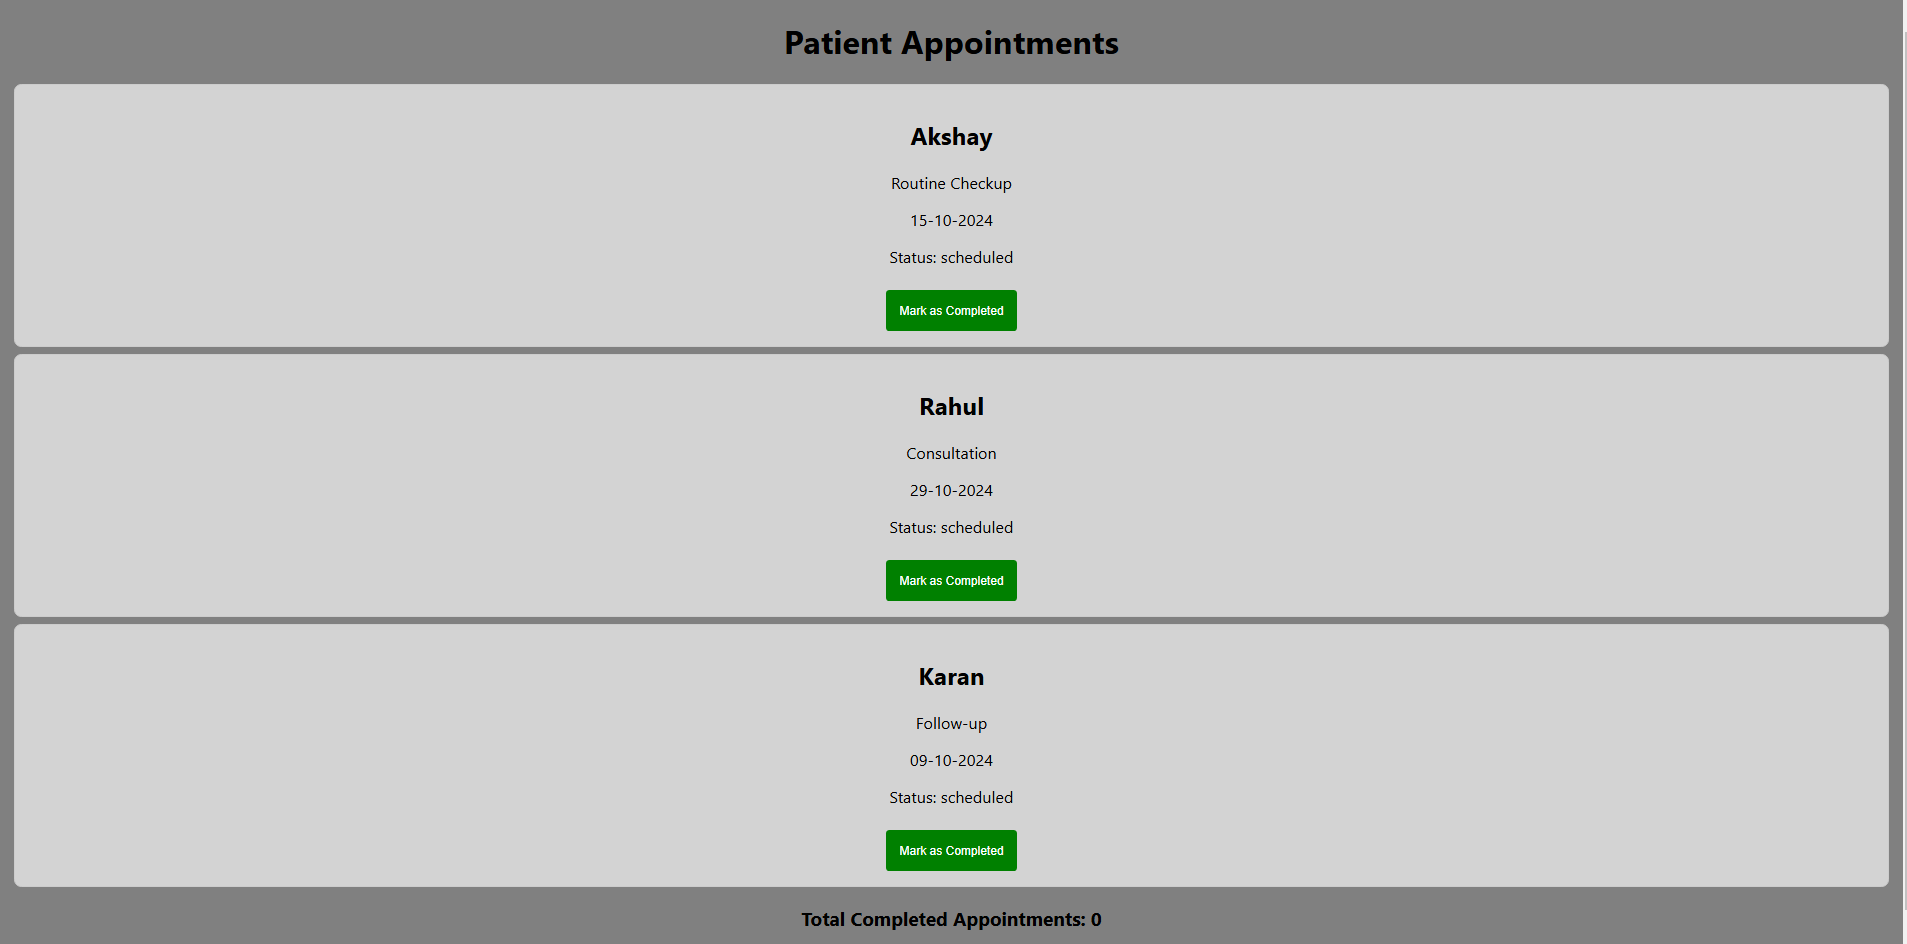 Patient Appointments
Akshay
Routine Checkup
15-10-2024
Status: scheduled
Mark as Completed
Rahul
Consultation
29-10-2024
Status: scheduled
Mark as Completed
Karan
Follow-up
09-10-2024
Status: scheduled
Mark as Completed
Total Completed Appointments: 0